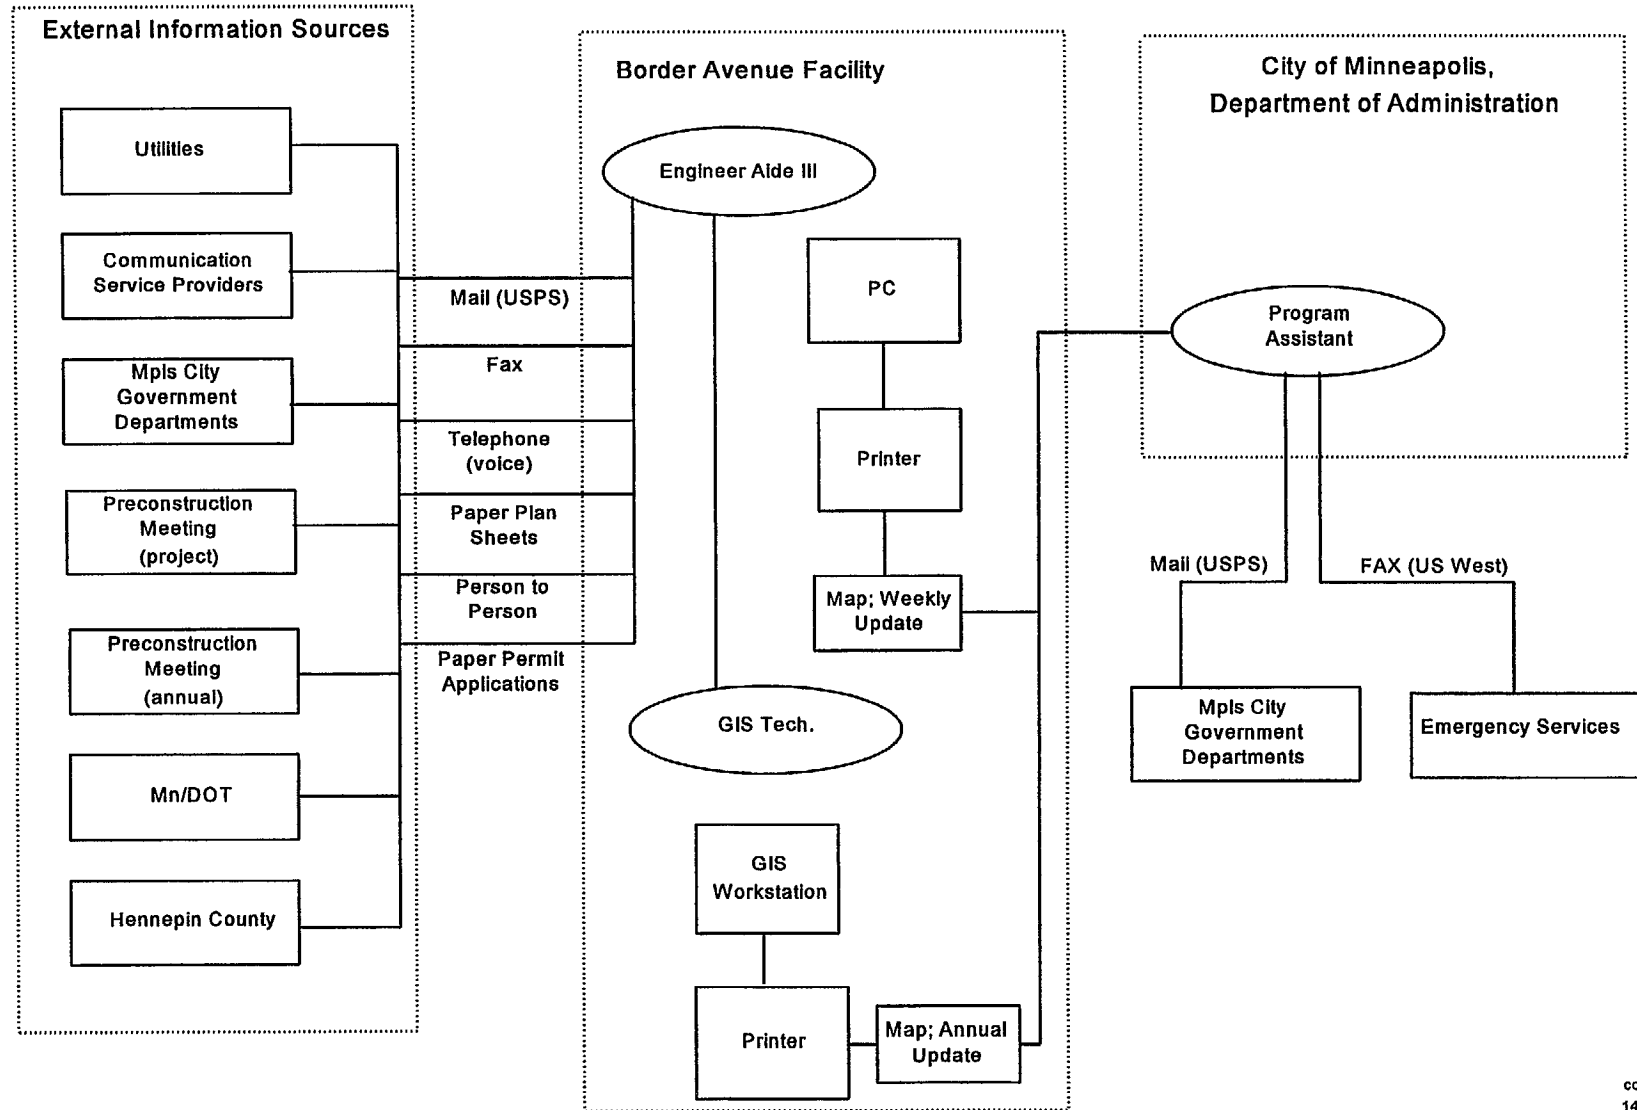 External Information Sources
Utilities
Communication
Service Providers
Mpls City
Government
Departments
Preconstruction
Meeting
(project)
Preconstruction
Meeting
(annual)
Mn/DOT
Hennepin County
Mail (USPS)
Fax
Telephone
(voice)
Paper Plan
Sheets
Person to
Person
Paper Permit
Applications
Border Avenue Facility
Engineer Aide III
PC
Printer
Map; Weekly
Update
GIS Tech.
GIS
Workstation
Printer
Map; Annual
Update
City of Minneapolis,
Department of Administration
Program
Assistant
Mail (USPS)
FAX (US West)
Mpls City
Government
Departments
Emergency Services
14